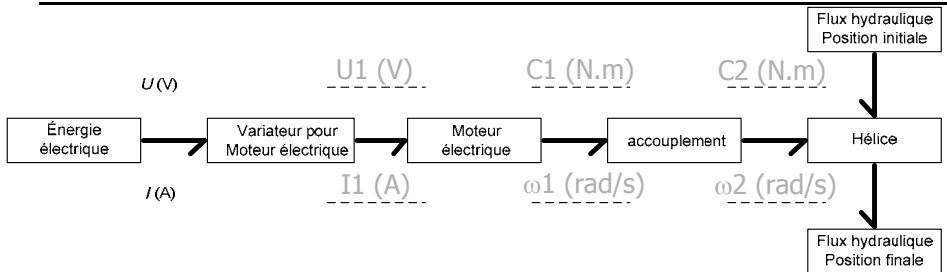 Flux hydraulique
Position initiale
U (V)
U1 (V)
C1 (N.m)
C2 (N.m)
Énergie
électrique
Variateur pour
Moteur électrique
Moteur
électrique
accouplement
Hélice
I (A)
I1 (A)
ω1 (rad/s)
ω2 (rad/s)
Flux hydraulique
Position finale